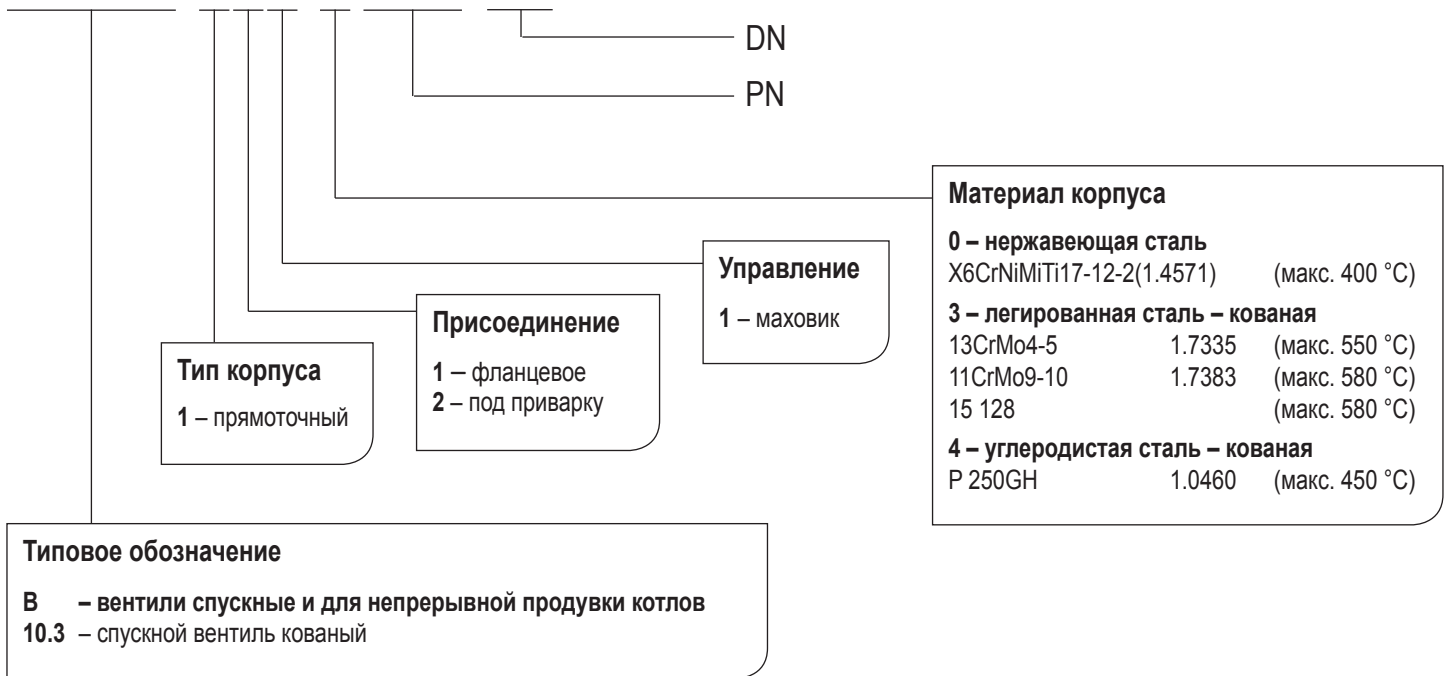 DN
PN
Материал корпуса
0 – нержавеющая сталь
X6CrNiMiTi17-12-2(1.4571) (макс. 400 °C)
3 – легированная сталь – кованая
13CrMo4-5 1.7335 (макс. 550 °C)
11CrMo9-10 1.7383 (макс. 580 °C)
15 128 (макс. 580 °C)
4 – углеродистая сталь – кованая
P 250GH 1.0460 (макс. 450 °C)
Управление
1 – маховик
Присоединение
1 – фланцевое
2 – под приварку
Тип корпуса
1 – прямоточный
Типовое обозначение
B – вентили спускные и для непрерывной продувки котлов
10.3 – спускной вентиль кованый